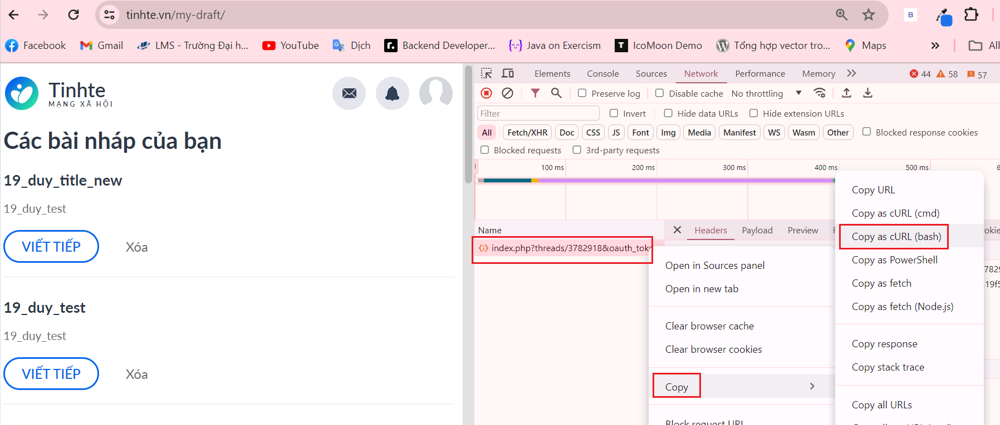 tinhte.vn/my-draft/
B
Facebook
Gmail
LMS - Trường Đại h...
YouTube
Dịch
Backend Developer...
Java on Exercism
IcoMoon Demo
Tổng hợp vector tro...
Maps
All
Tinhte
MẠNG XÃ HỘI
Các bài nháp của bạn
19_duy_title_new
19_duy_test
VIẾT TIẾP
Xóa
19_duy_test
19_duy_test
VIẾT TIẾP
Xóa
Elements
Console
Sources
Network
Performance
Memory
44
58
57
Preserve log
Disable cache
No throttling
Filter
Invert
Hide data URLs
Hide extension URLs
All
Fetch/XHR
Doc
CSS
JS
Font
Img
Media
Manifest
WS
Wasm
Other
Blocked response cookies
Blocked requests
3rd-party requests
100 ms
200 ms
300 ms
400 ms
500 ms
Name
Headers
Payload
Preview
index.php?threads/3782918&oauth_tok
Open in Sources panel
Open in new tab
Clear browser cache
Clear browser cookies
Copy
Block request URL
Copy URL
Copy as cURL (cmd)
Copy as cURL (bash)
Copy as PowerShell
Copy as fetch
Copy as fetch (Node.js)
Copy response
Copy stack trace
Copy all URLs